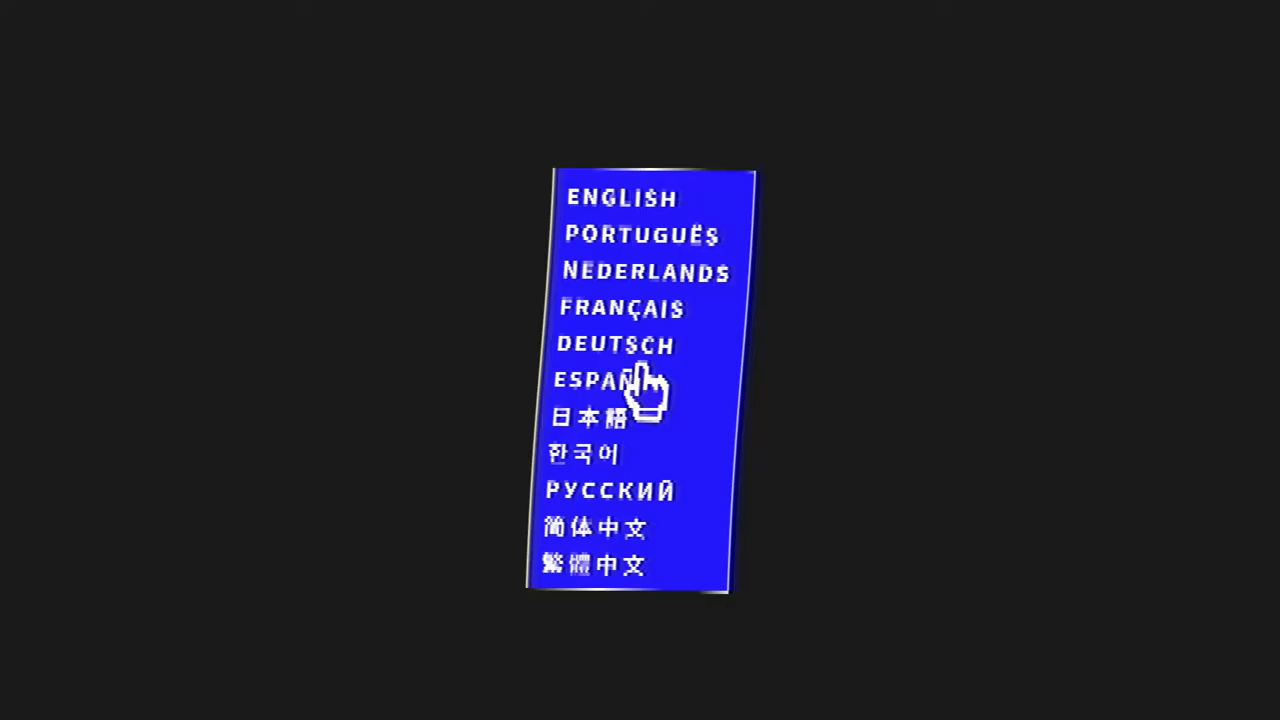 ENGLISH
PORTUGUÊS
NEDERLANDS
FRANÇAIS
DEUTSCH
日本語
한국어
РУССКИЙ
简体中文
繁體中文